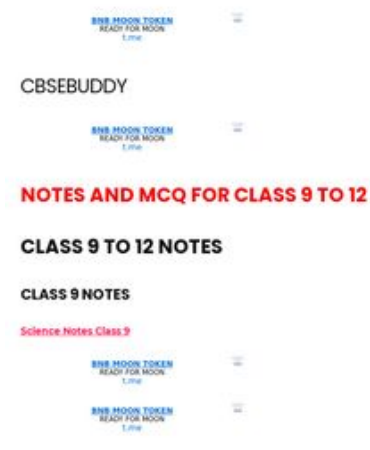 BNB MOON TOKEN
READY FOR MOON
t.me
CBSEBUDDY
BNB MOON TOKEN
READY FOR MOON
t.me
NOTES AND MCQ FOR CLASS 9 TO 12
CLASS 9 TO 12 NOTES
CLASS 9 NOTES
Science Notes Class 9
BNB MOON TOKEN
READY FOR MOON
t.me
BNB MOON TOKEN
READY FOR MOON
t.me